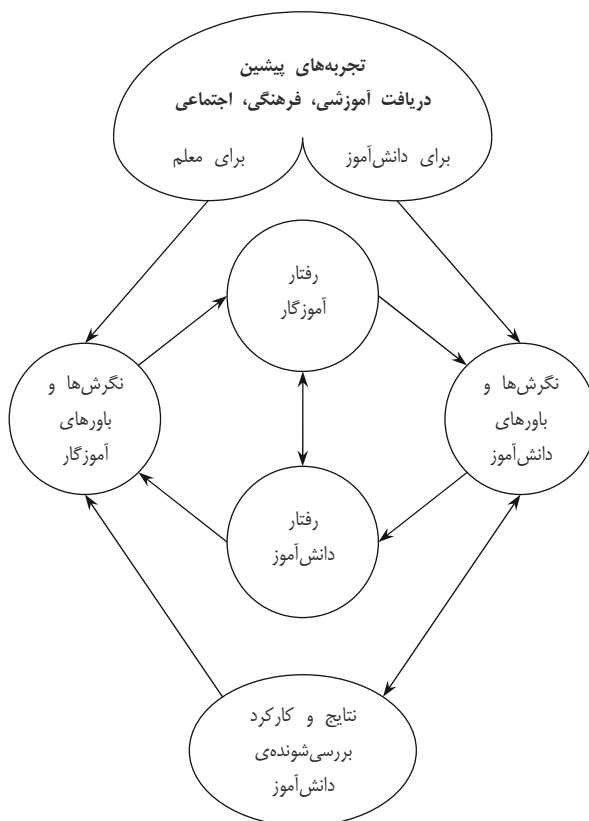 تجربه‌های پیشین
دریافت آموزشی، فرهنگی، اجتماعی
برای دانش‌آموز
برای معلم
رفتار
آموزگار
نگرش‌ها و
باورهای
دانش‌آموز
نگرش‌ها و
باورهای
آموزگار
رفتار
دانش‌آموز
نتایج و کارکرد
بررسی‌شونده‌ی
دانش‌آموز